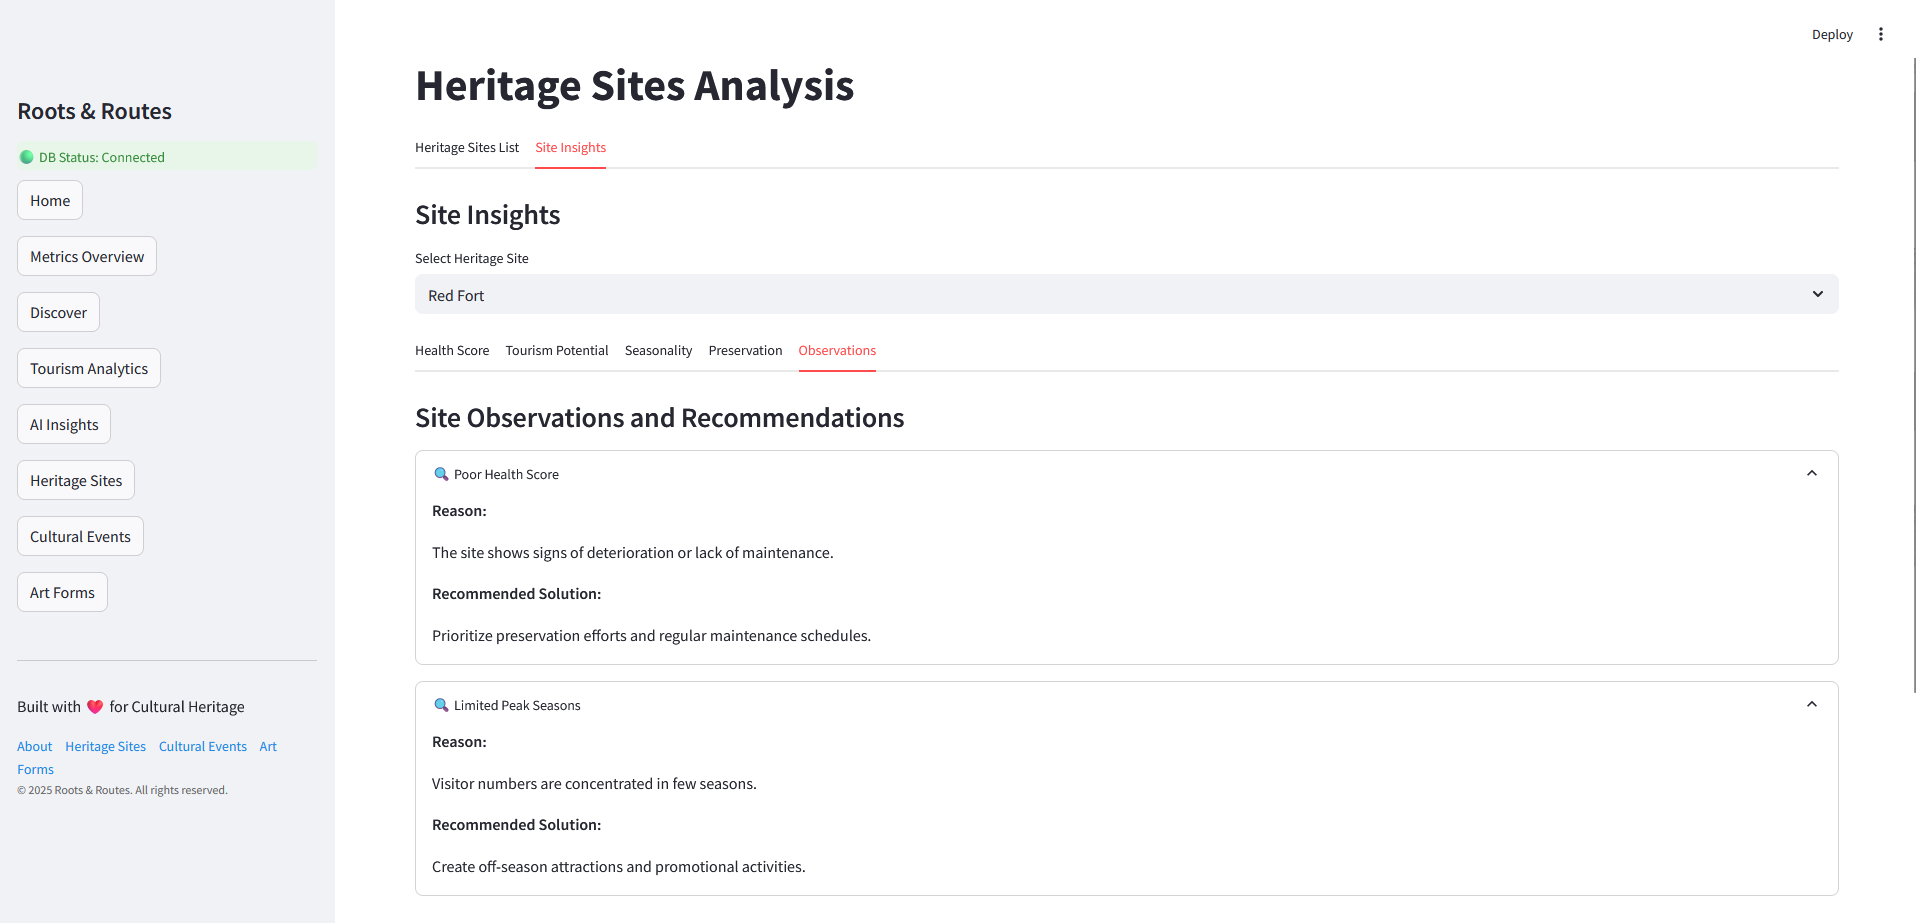 Deploy
Roots & Routes
DB Status: Connected
Home
Metrics Overview
Discover
Tourism Analytics
AI Insights
Heritage Sites
Cultural Events
Art Forms
Built with ❤️ for Cultural Heritage
About Heritage Sites Cultural Events Art
Forms
© 2025 Roots & Routes. All rights reserved.
Heritage Sites Analysis
Heritage Sites List Site Insights
Site Insights
Select Heritage Site
Red Fort
Health Score Tourism Potential Seasonality Preservation Observations
Site Observations and Recommendations
🔍 Poor Health Score
Reason:
The site shows signs of deterioration or lack of maintenance.
Recommended Solution:
Prioritize preservation efforts and regular maintenance schedules.
🔍 Limited Peak Seasons
Reason:
Visitor numbers are concentrated in few seasons.
Recommended Solution:
Create off-season attractions and promotional activities.